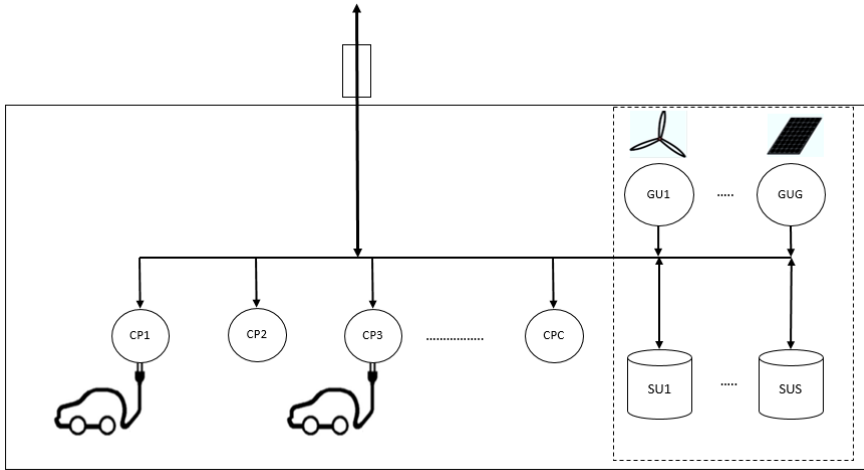 GU1 ..... GUG
CP1 CP2 CP3 ................ CPC
SU1 ..... SUS